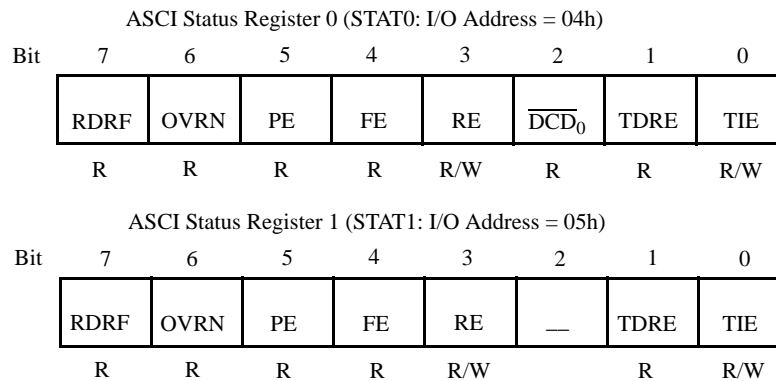 ASCI Status Register 0 (STAT0: I/O Address = 04h)
Bit 7 6 5 4 3 2 1 0
RDRF OVRN PE FE RE D̅C̅D̅₀ TDRE TIE
R R R R R/W R R R/W
ASCI Status Register 1 (STAT1: I/O Address = 05h)
Bit 7 6 5 4 3 2 1 0
RDRF OVRN PE FE RE __ TDRE TIE
R R R R R/W R R/W